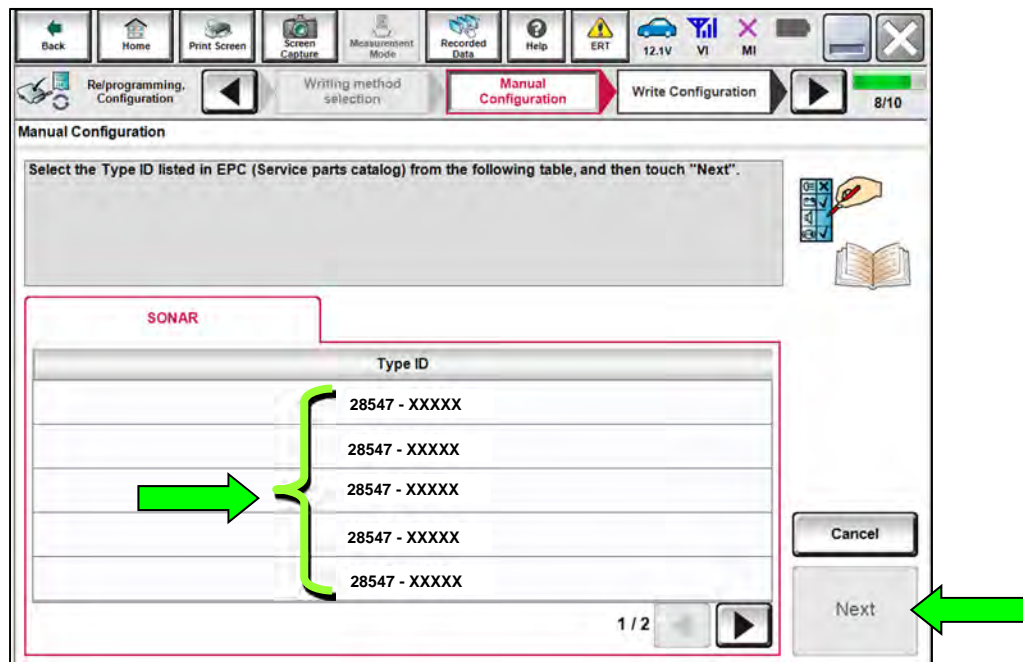 Back
Home
Print Screen
Screen
Capture
Measurement
Mode
Recorded
Data
Help
ERT
12.1V
VI
MI
Re/programming,
Configuration
Writing method
selection
Manual
Configuration
Write Configuration
8/10
Manual Configuration
Select the Type ID listed in EPC (Service parts catalog) from the following table, and then touch "Next".
SONAR
Type ID
28547 - XXXXX
28547 - XXXXX
28547 - XXXXX
28547 - XXXXX
28547 - XXXXX
Cancel
Next
1 / 2